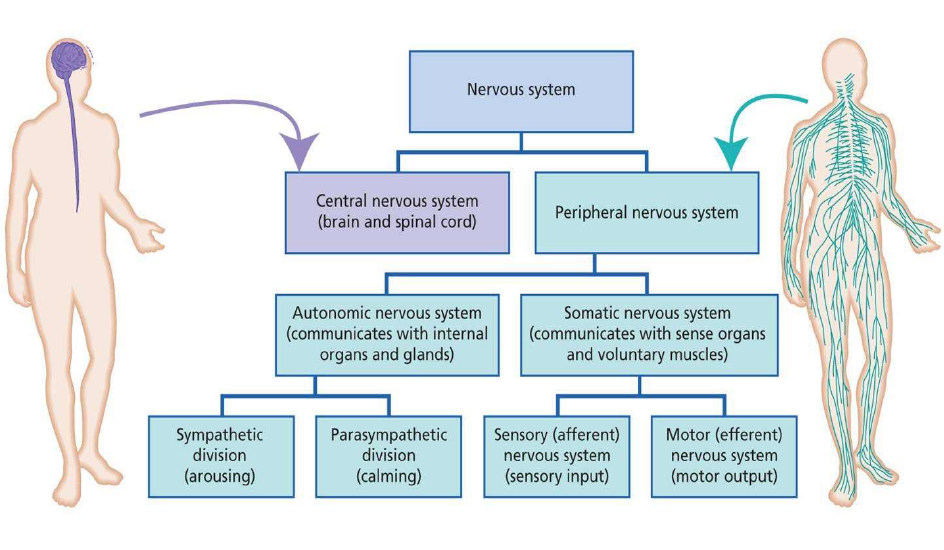 Nervous system
Central nervous system
(brain and spinal cord)
Peripheral nervous system
Autonomic nervous system
(communicates with internal
organs and glands)
Somatic nervous system
(communicates with sense organs
and voluntary muscles)
Sympathetic
division
(arousing)
Parasympathetic
division
(calming)
Sensory (afferent)
nervous system
(sensory input)
Motor (efferent)
nervous system
(motor output)